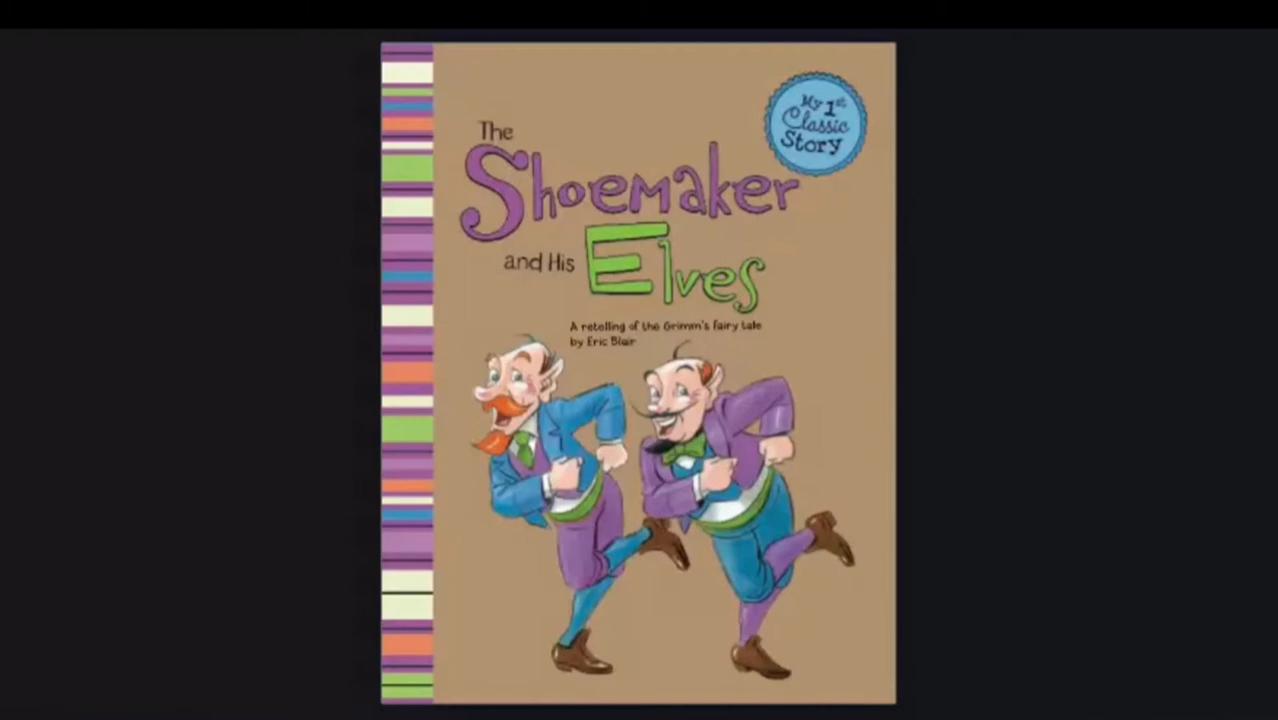 My 1st
Classic
Story
The
Shoemaker
and His Elves
A retelling of the Grimm's fairy tale
by Eric Blair